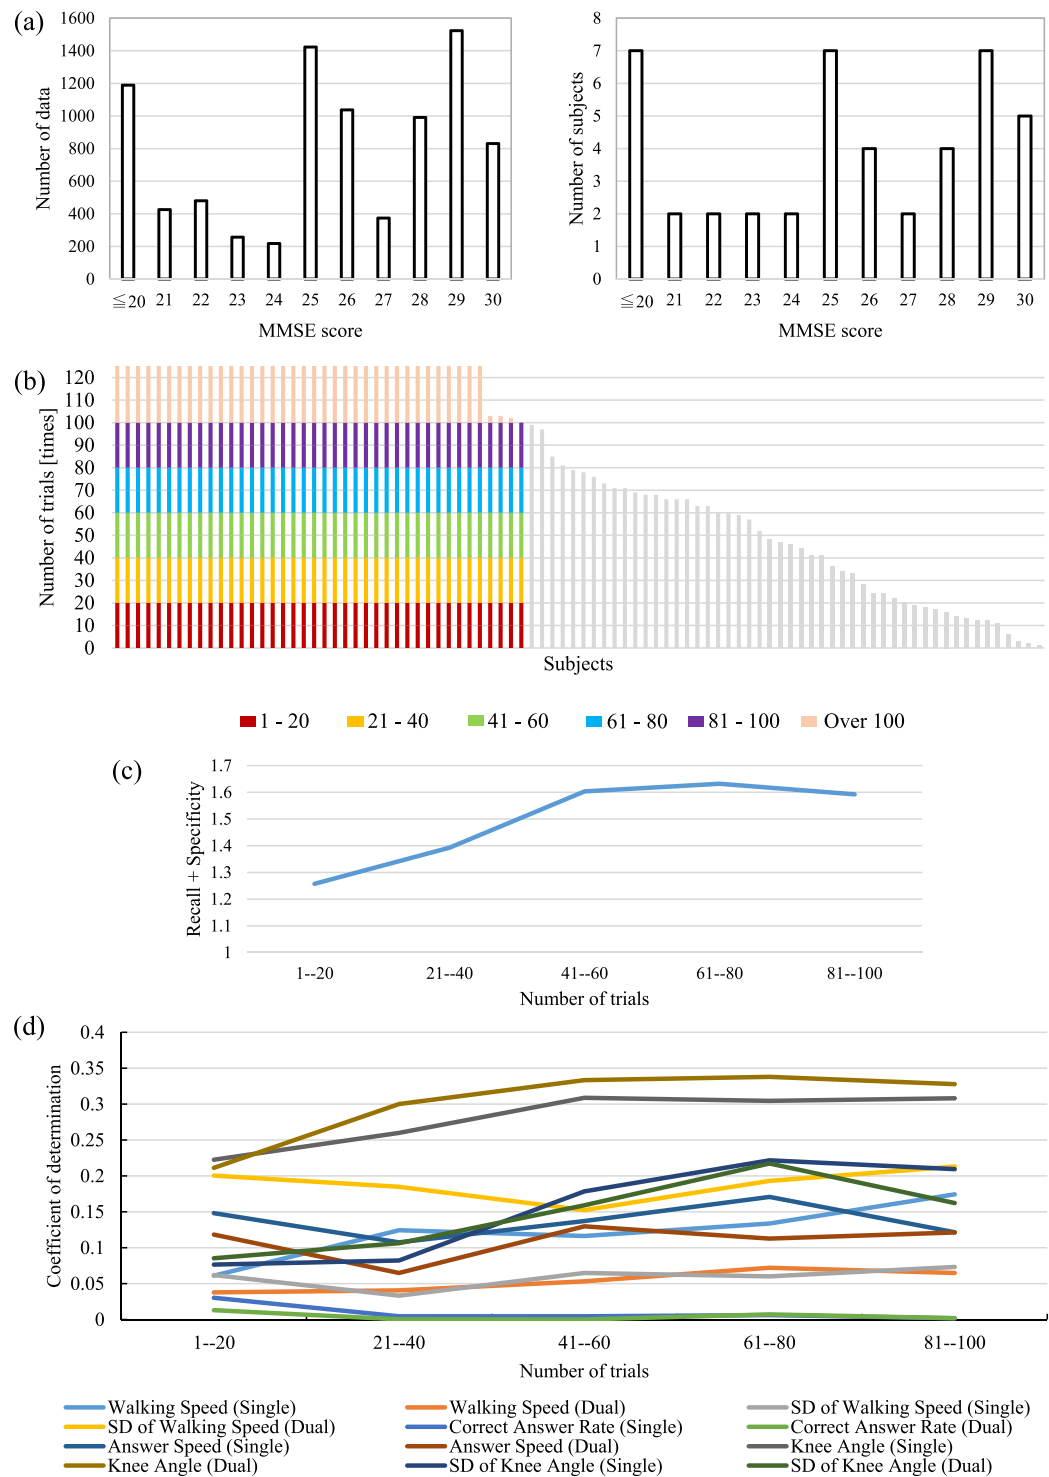 (a)
1600
1400
1200
1000
800
600
400
200
0
Number of data
≦20 21 22 23 24 25 26 27 28 29 30
MMSE score
8
7
6
5
4
3
2
1
0
Number of subjects
≦20 21 22 23 24 25 26 27 28 29 30
MMSE score
(b)
120
110
100
90
80
70
60
50
40
30
20
10
0
Number of trials [times]
Subjects
1 - 20 21 - 40 41 - 60 61 - 80 81 - 100 Over 100
(c)
1.7
1.6
1.5
1.4
1.3
1.2
1.1
1
Recall + Specificity
1--20 21--40 41--60 61--80 81--100
Number of trials
(d)
0.4
0.35
0.3
0.25
0.2
0.15
0.1
0.05
0
Coefficient of determination
1--20 21--40 41--60 61--80 81--100
Number of trials
Walking Speed (Single) Walking Speed (Dual) SD of Walking Speed (Single)
SD of Walking Speed (Dual) Correct Answer Rate (Single) Correct Answer Rate (Dual)
Answer Speed (Single) Answer Speed (Dual) Knee Angle (Single)
Knee Angle (Dual) SD of Knee Angle (Single) SD of Knee Angle (Dual)